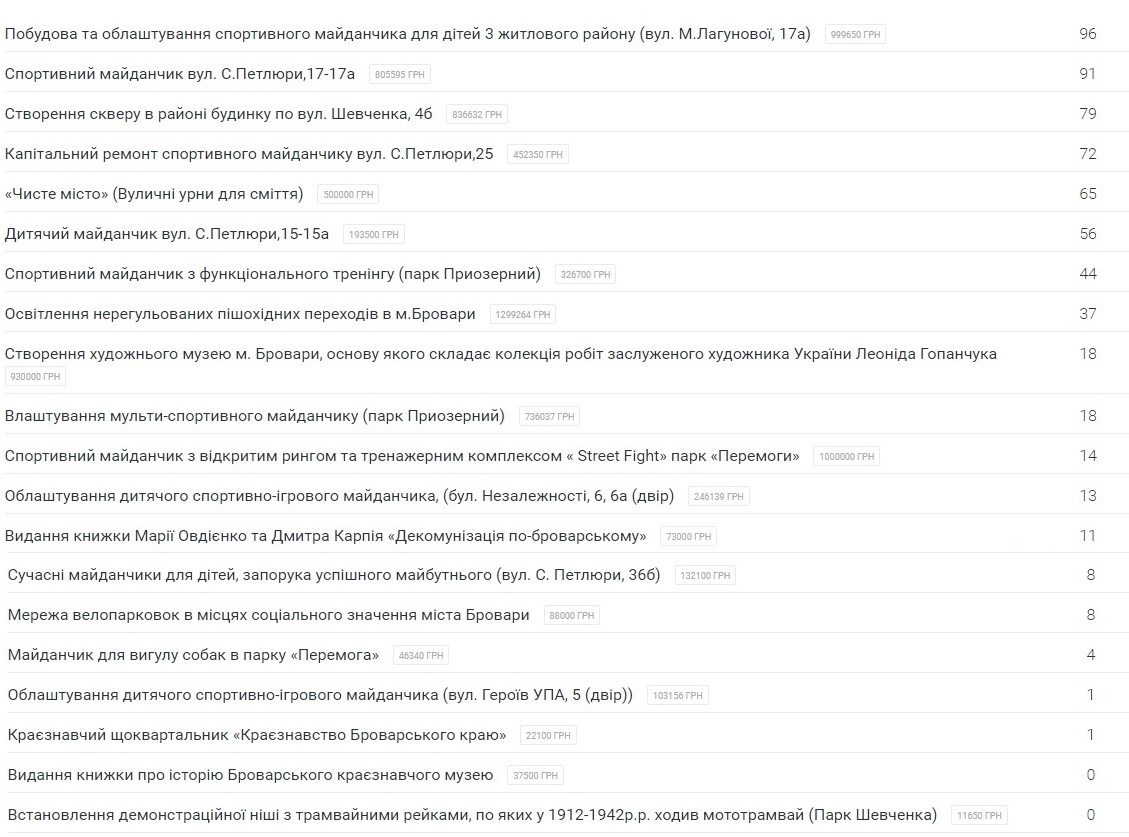 Побудова та облаштування спортивного майданчика для дітей 3 житлового району (вул. М.Лагунової, 17а) 999650 ГРН 96
Спортивний майданчик вул. С.Петлюри,17-17а 805595 ГРН 91
Створення скверу в районі будинку по вул. Шевченка, 4б 836632 ГРН 79
Капітальний ремонт спортивного майданчику вул. С.Петлюри,25 452350 ГРН 72
«Чисте місто» (Вуличні урни для сміття) 500000 ГРН 65
Дитячий майданчик вул. С.Петлюри,15-15а 193500 ГРН 56
Спортивний майданчик з функціонального тренінгу (парк Приозерний) 326700 ГРН 44
Освітлення нерегульованих пішохідних переходів в м.Бровари 1299264 ГРН 37
Створення художнього музею м. Бровари, основу якого складає колекція робіт заслуженого художника України Леоніда Гопанчука 18
930000 ГРН
Влаштування мульти-спортивного майданчику (парк Приозерний) 736037 ГРН 18
Спортивний майданчик з відкритим рингом та тренажерним комплексом « Street Fight» парк «Перемоги» 1000000 ГРН 14
Облаштування дитячого спортивно-ігрового майданчика, (бул. Незалежності, 6, 6а (двір) 246139 ГРН 13
Видання книжки Марії Овдієнко та Дмитра Карпія «Декомунізація по-броварському» 73000 ГРН 11
Сучасні майданчики для дітей, запорука успішного майбутнього (вул. С. Петлюри, 36б) 132100 ГРН 8
Мережа велопарковок в місцях соціального значення міста Бровари 88000 ГРН 8
Майданчик для вигулу собак в парку «Перемога» 46340 ГРН 4
Облаштування дитячого спортивно-ігрового майданчика (вул. Героїв УПА, 5 (двір)) 103156 ГРН 1
Краєзнавчий щоквартальник «Краєзнавство Броварського краю» 22100 ГРН 1
Видання книжки про історію Броварського краєзнавчого музею 37500 ГРН 0
Встановлення демонстраційної ніші з трамвайними рейками, по яких у 1912-1942р.р. ходив мототрамвай (Парк Шевченка) 11650 ГРН 0